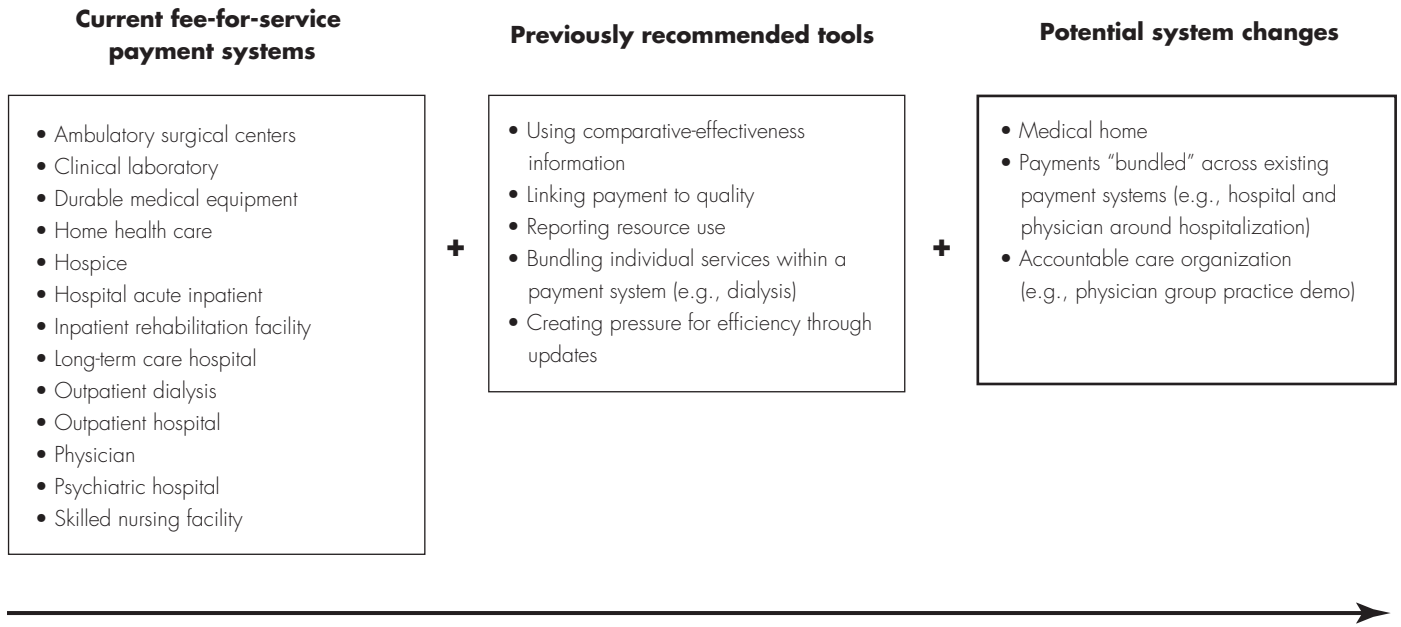 Current fee-for-service
payment systems
• Ambulatory surgical centers
• Clinical laboratory
• Durable medical equipment
• Home health care
• Hospice
• Hospital acute inpatient
• Inpatient rehabilitation facility
• Long-term care hospital
• Outpatient dialysis
• Outpatient hospital
• Physician
• Psychiatric hospital
• Skilled nursing facility
+
Previously recommended tools
• Using comparative-effectiveness
information
• Linking payment to quality
• Reporting resource use
• Bundling individual services within a
payment system (e.g., dialysis)
• Creating pressure for efficiency through
updates
+
Potential system changes
• Medical home
• Payments “bundled” across existing
payment systems (e.g., hospital and
physician around hospitalization)
• Accountable care organization
(e.g., physician group practice demo)